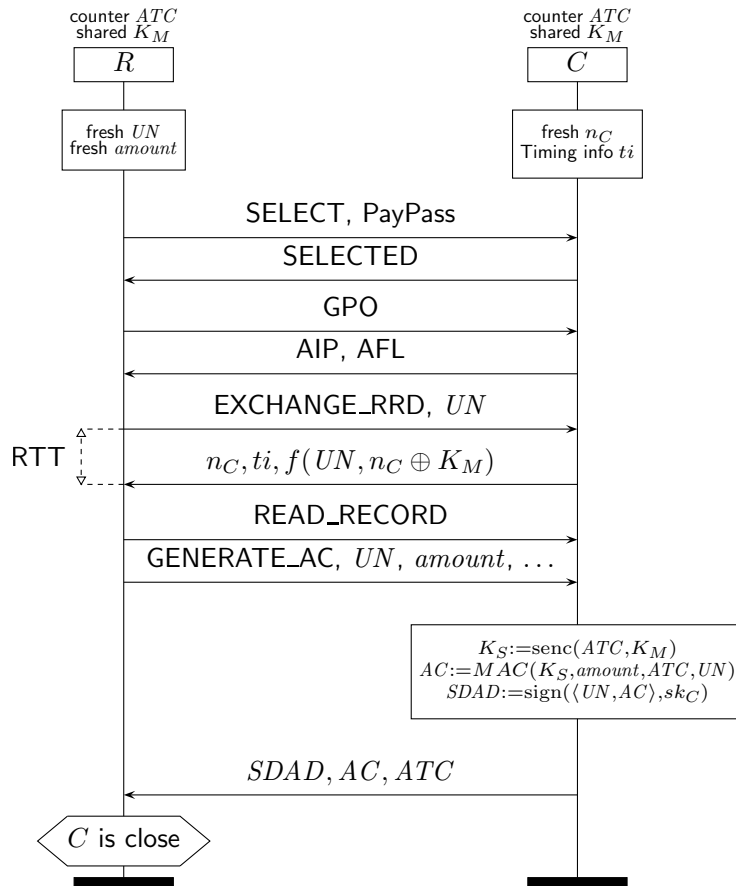 counter ATC
shared K_M
R
counter ATC
shared K_M
C
fresh UN
fresh amount
fresh n_C
Timing info ti
SELECT, PayPass
SELECTED
GPO
AIP, AFL
EXCHANGE_RRD, UN
RTT
n_C, ti, f(UN, n_C ⊕ K_M)
READ_RECORD
GENERATE_AC, UN, amount, ...
K_S:=senc(ATC,K_M)
AC:=MAC(K_S,amount,ATC,UN)
SDAD:=sign(⟨UN,AC⟩,sk_C)
SDAD, AC, ATC
C is close